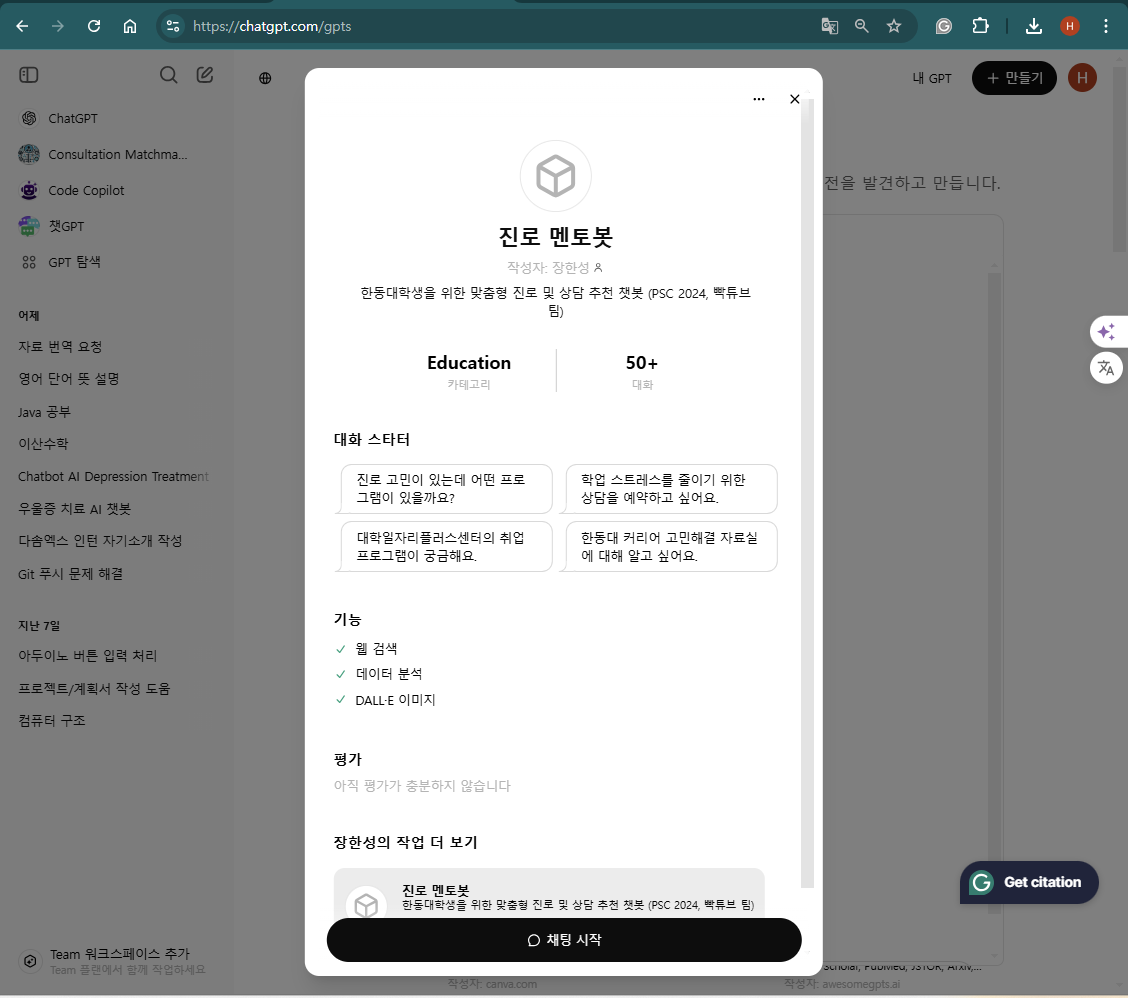 https://chatgpt.com/gpts
H
내 GPT
만들기
H
ChatGPT
Consultation Matchma...
Code Copilot
챗GPT
GPT 탐색
어제
자료 번역 요청
영어 단어 뜻 설명
Java 공부
이산수학
Chatbot AI Depression Treatment
우울증 치료 AI 챗봇
다솜엑스 인턴 자기소개 작성
Git 푸시 문제 해결
지난 7일
아두이노 버튼 입력 처리
프로젝트/계획서 작성 도움
컴퓨터 구조
Team 워크스페이스 추가
Team 플랜에서 함께 작업하세요
전을 발견하고 만듭니다.
진로 멘토봇
작성자: 장한성
한동대학생을 위한 맞춤형 진로 및 상담 추천 챗봇 (PSC 2024, 빡튜브
팀)
Education
카테고리
50+
대화
대화 스타터
진로 고민이 있는데 어떤 프로
그램이 있을까요?
학업 스트레스를 줄이기 위한
상담을 예약하고 싶어요.
대학일자리플러스센터의 취업
프로그램이 궁금해요.
한동대 커리어 고민해결 자료실
에 대해 알고 싶어요.
기능
웹 검색
데이터 분석
DALL·E 이미지
평가
아직 평가가 충분하지 않습니다
장한성의 작업 더 보기
진로 멘토봇
한동대학생을 위한 맞춤형 진로 및 상담 추천 챗봇 (PSC 2024, 빡튜브 팀)
채팅 시작
Get citation
Scholar, PubMed, JSTOR, Arxiv,...
작성자: canva.com
작성자: awesomegpts.ai